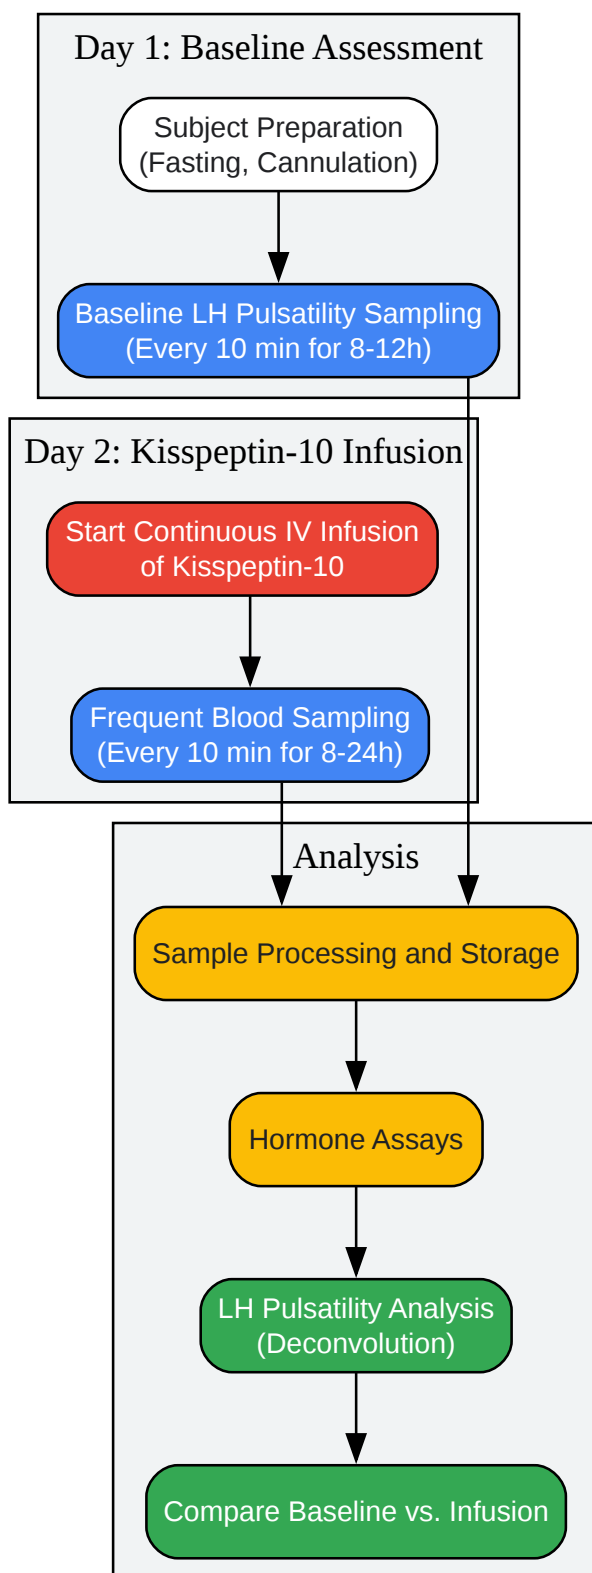 Day 1: Baseline Assessment
Subject Preparation
(Fasting, Cannulation)
Baseline LH Pulsatility Sampling
(Every 10 min for 8-12h)
Day 2: Kisspeptin-10 Infusion
Start Continuous IV Infusion
of Kisspeptin-10
Frequent Blood Sampling
(Every 10 min for 8-24h)
Analysis
Sample Processing and Storage
Hormone Assays
LH Pulsatility Analysis
(Deconvolution)
Compare Baseline vs. Infusion